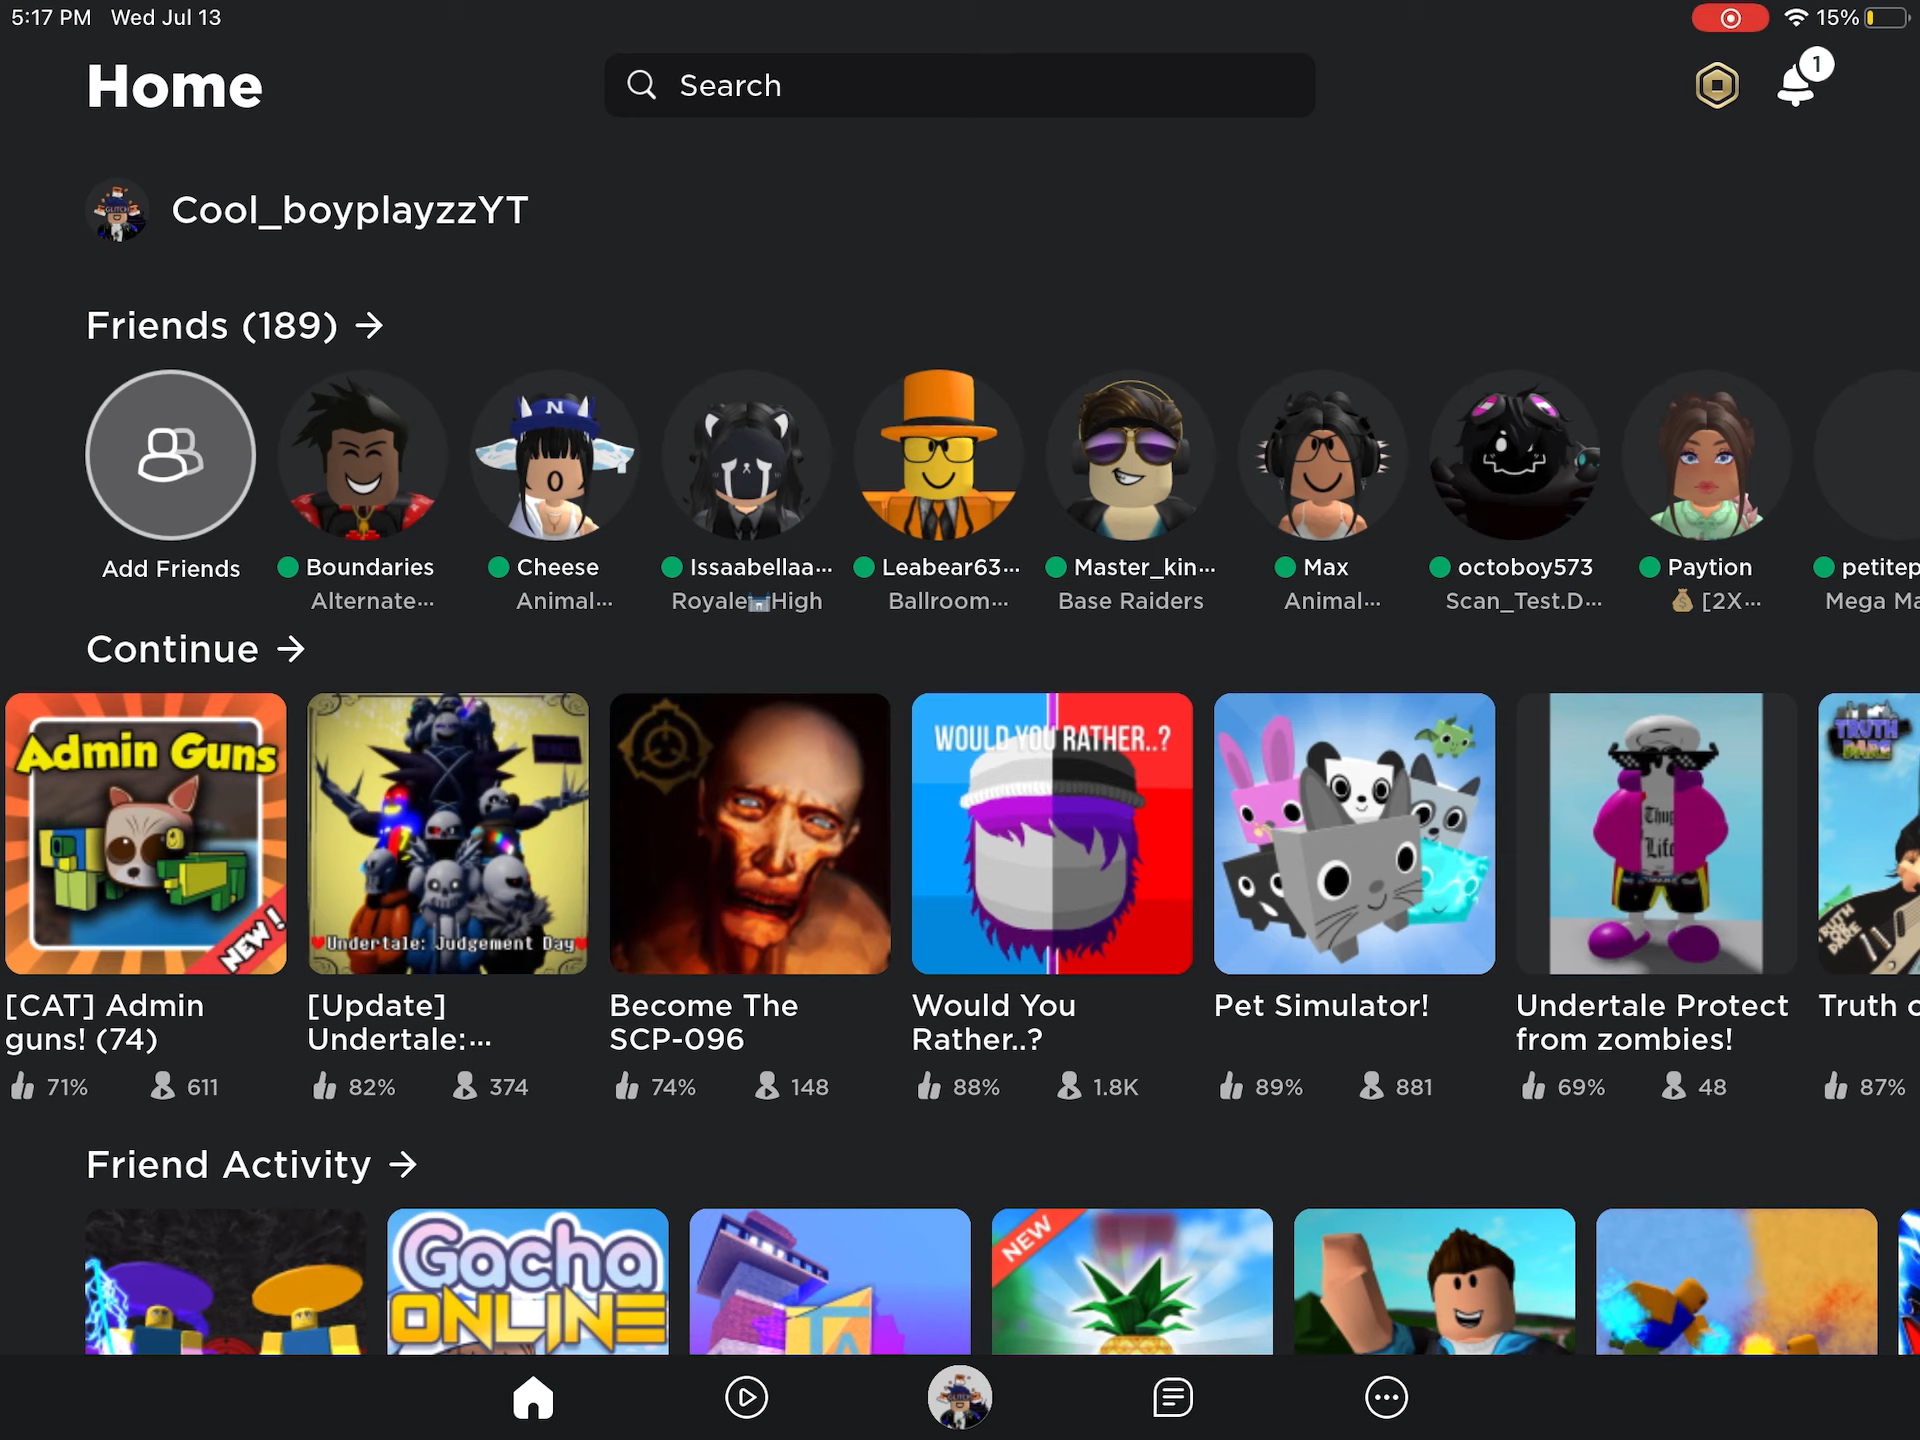 5:17 PM Wed Jul 13
15%
Home
Search
1
Cool_boyplayzzYT
Friends (189) →
N
Add Friends
Boundaries
Cheese
Issaabellaa...
Leabear63...
Master_kin...
Max
octoboy573
Paytion
petitep
Alternate...
Animal...
Royale🏰High
Ballroom...
Base Raiders
Animal...
Scan_Test.D...
💰 [2X...
Mega Ma
Continue →
Admin Guns
NEW!
❤Undertale: Judgement Day❤
WOULD YOU RATHER..?
Thug
Life
TRUTH
DARE
[CAT] Admin
guns! (74)
[Update]
Undertale:...
Become The
SCP-096
Would You
Rather..?
Pet Simulator!
Undertale Protect
from zombies!
Truth o
71% 611
82% 374
74% 148
88% 1.8K
89% 881
69% 48
87%
Friend Activity →
Gacha
ONLINE
NEW